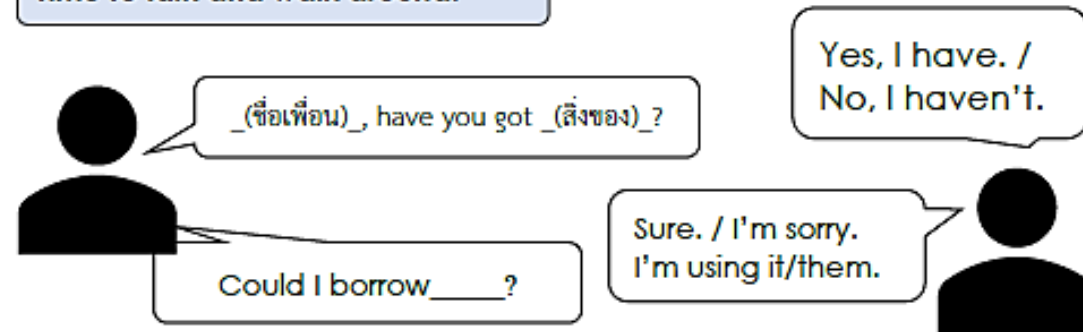 _(ชื่อเพื่อน)_, have you got _(สิ่งของ)_?
Yes, I have. /
No, I haven't.
Could I borrow_____?
Sure. / I'm sorry.
I'm using it/them.